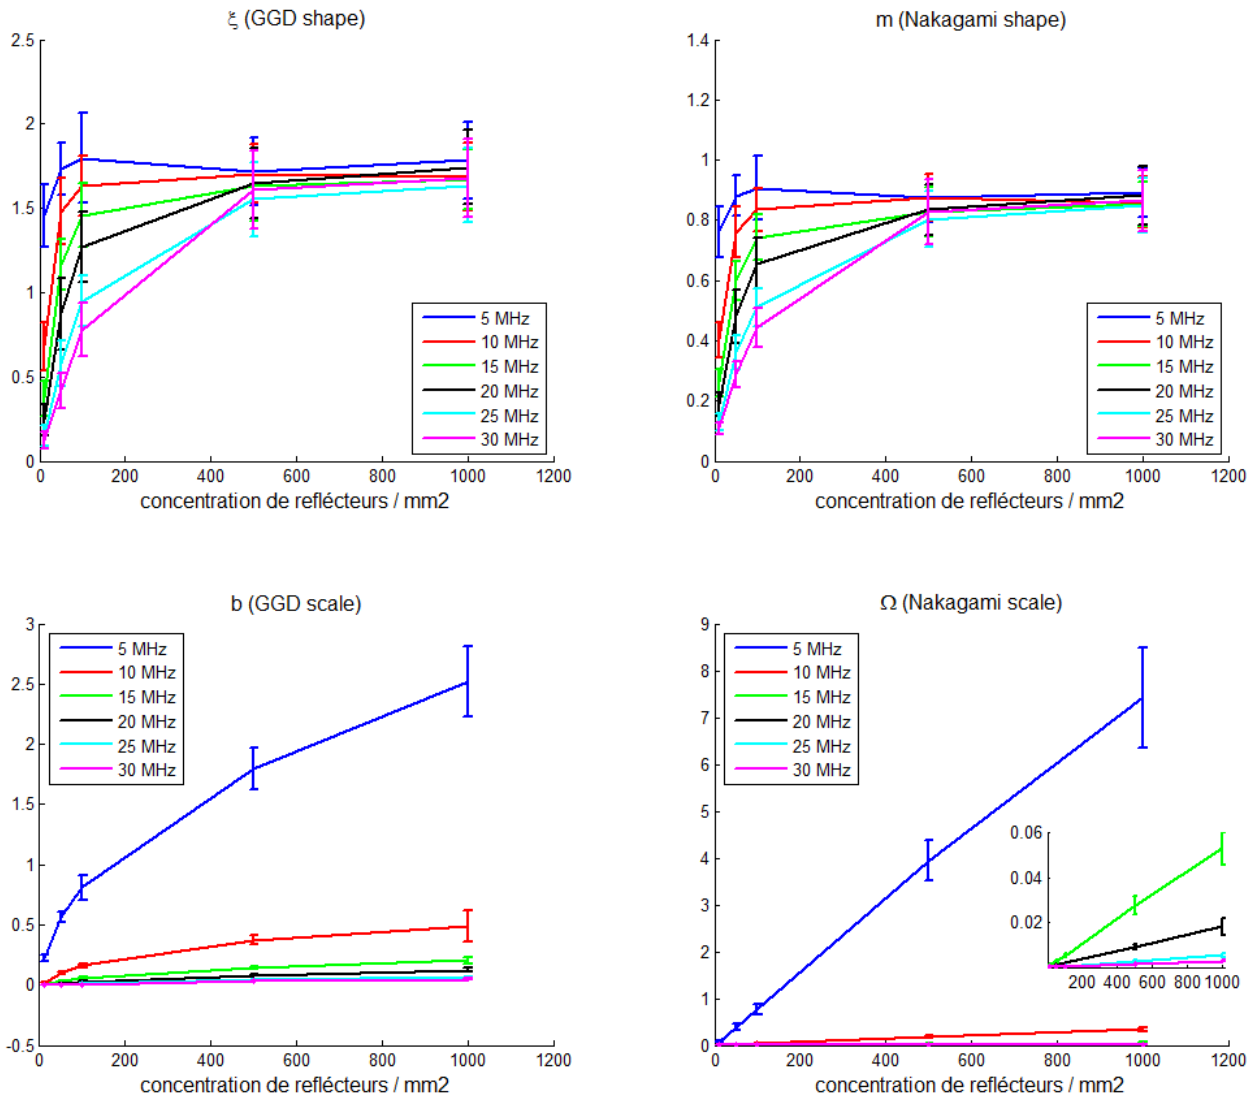 ξ (GGD shape)
2.5
2
1.5
1
0.5
0
0 200 400 600 800 1000 1200
5 MHz
10 MHz
15 MHz
20 MHz
25 MHz
30 MHz
concentration de reflécteurs / mm2
m (Nakagami shape)
1.4
1.2
1
0.8
0.6
0.4
0.2
0
0 200 400 600 800 1000 1200
5 MHz
10 MHz
15 MHz
20 MHz
25 MHz
30 MHz
concentration de reflécteurs / mm2
b (GGD scale)
3
2.5
2
1.5
1
0.5
0
-0.5
0 200 400 600 800 1000 1200
5 MHz
10 MHz
15 MHz
20 MHz
25 MHz
30 MHz
concentration de reflécteurs / mm2
Ω (Nakagami scale)
9
8
7
6
5
4
3
2
1
0
0 200 400 600 800 1000 1200
5 MHz
10 MHz
15 MHz
20 MHz
25 MHz
30 MHz
0.06
0.04
0.02
200 400 600 800 1000
concentration de reflécteurs / mm2